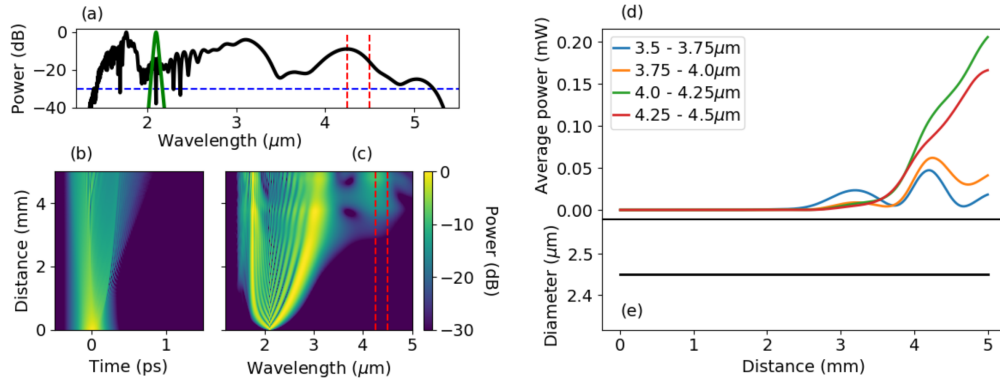 (a)
Power (dB)
0
−20
−40
2
3
4
5
Wavelength (μm)
(b)
Distance (mm)
4
2
0
0
1
Time (ps)
(c)
2
3
4
5
Wavelength (μm)
0
−10
−20
−30
Power (dB)
(d)
Average power (mW)
0.20
0.15
0.10
0.05
0.00
3.5 - 3.75μm
3.75 - 4.0μm
4.0 - 4.25μm
4.25 - 4.5μm
Diameter (μm)
2.5
2.4
(e)
0
1
2
3
4
5
Distance (mm)